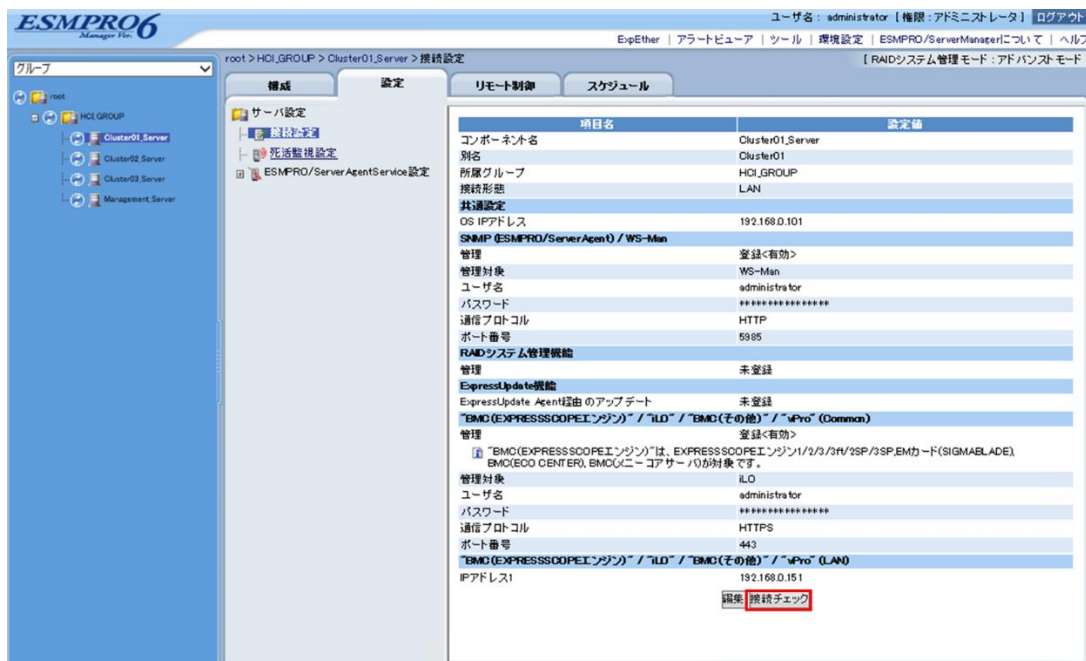 ESMPRO6
Manager Ver.
ユーザ名 : administrator [ 権限 : アドミニストレータ ] ログアウト
ExpEther | アラートビューア | ツール | 環境設定 | ESMPRO/ServerManagerについて | ヘルプ
グループ
root > HCI_GROUP > Cluster01_Server > 接続設定
[ RAIDシステム管理モード : アドバンストモード
root
HCI_GROUP
Cluster01_Server
Cluster02_Server
Cluster03_Server
Management_Server
構成 設定 リモート制御 スケジュール
サーバ設定
接続設定
死活監視設定
ESMPRO/ServerAgentService設定
項目名 設定値
コンポーネント名 Cluster01_Server
別名 Cluster01
所属グループ HCI_GROUP
接続形態 LAN
共通設定
OS IPアドレス 192.168.0.101
SNMP (ESMPRO/ServerAgent) / WS-Man
管理 登録<有効>
管理対象 WS-Man
ユーザ名 administrator
パスワード ****************
通信プロトコル HTTP
ポート番号 5985
RAIDシステム管理機能
管理 未登録
ExpressUpdate機能
ExpressUpdate Agent経由のアップデート 未登録
"BMC(EXPRESSSCOPEエンジン)" / "iLO" / "BMC(その他)" / "vPro" (Common)
管理 登録<有効>
"BMC(EXPRESSSCOPEエンジン)"は、EXPRESSSCOPEエンジン1/2/3/3ft/2SP/3SP,EMカード(SIGMABLADE),
BMC(ECO CENTER), BMC(メニーコアサーバ)が対象です。
管理対象 iLO
ユーザ名 administrator
パスワード ****************
通信プロトコル HTTPS
ポート番号 443
"BMC(EXPRESSSCOPEエンジン)" / "iLO" / "BMC(その他)" / "vPro" (LAN)
IPアドレス1 192.168.0.151
編集 接続チェック